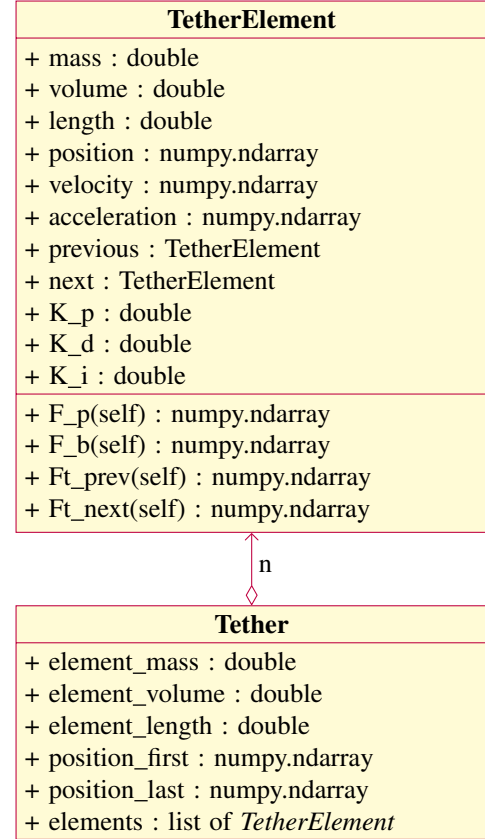 TetherElement
+ mass : double
+ volume : double
+ length : double
+ position : numpy.ndarray
+ velocity : numpy.ndarray
+ acceleration : numpy.ndarray
+ previous : TetherElement
+ next : TetherElement
+ K_p : double
+ K_d : double
+ K_i : double
+ F_p(self) : numpy.ndarray
+ F_b(self) : numpy.ndarray
+ Ft_prev(self) : numpy.ndarray
+ Ft_next(self) : numpy.ndarray
n
Tether
+ element_mass : double
+ element_volume : double
+ element_length : double
+ position_first : numpy.ndarray
+ position_last : numpy.ndarray
+ elements : list of TetherElement